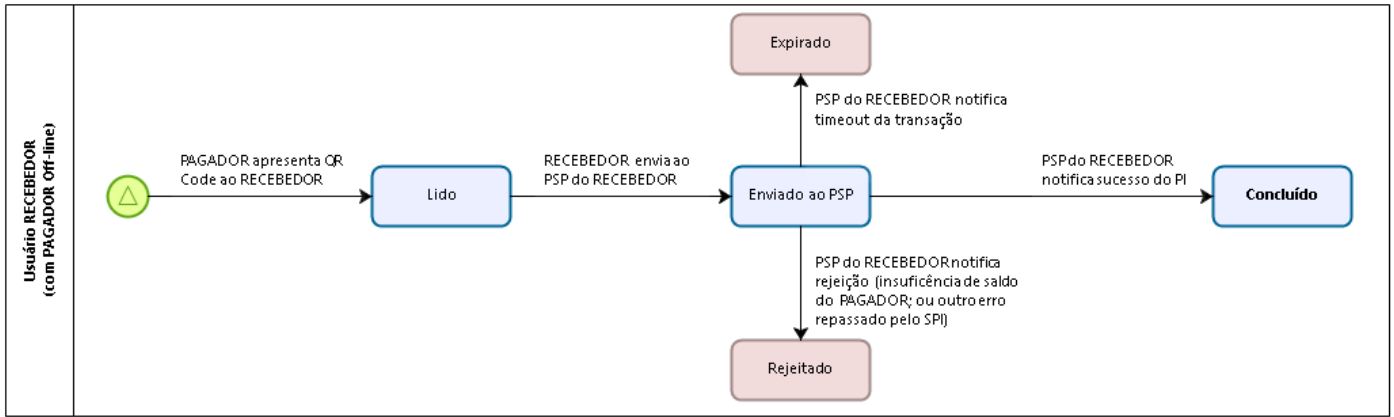 Usuário RECEBEDOR
(com PAGADOR Off-line)
PAGADOR apresenta QR
Code ao RECEBEDOR
Lido
RECEBEDOR envia ao
PSP do RECEBEDOR
Enviado ao PSP
Expirado
PSP do RECEBEDOR notifica
timeout da transação
PSP do RECEBEDOR notifica
rejeição (insuficência de saldo
do PAGADOR; ou outro erro
repassado pelo SPI)
Rejeitado
PSP do RECEBEDOR
notifica sucesso do PI
Concluído